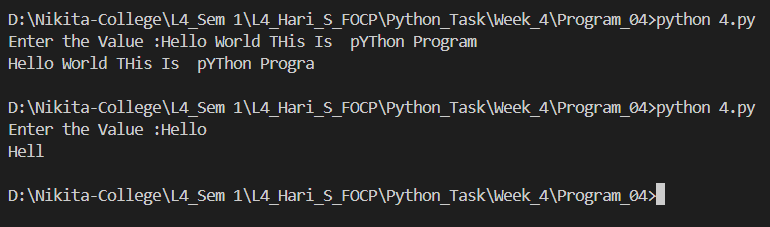 D:\Nikita-College\L4_Sem 1\L4_Hari_S_FOCP\Python_Task\Week_4\Program_04>python 4.py
Enter the Value :Hello World THis Is  pYThon Program
Hello World THis Is  pYThon Progra
D:\Nikita-College\L4_Sem 1\L4_Hari_S_FOCP\Python_Task\Week_4\Program_04>python 4.py
Enter the Value :Hello
Hell
D:\Nikita-College\L4_Sem 1\L4_Hari_S_FOCP\Python_Task\Week_4\Program_04>